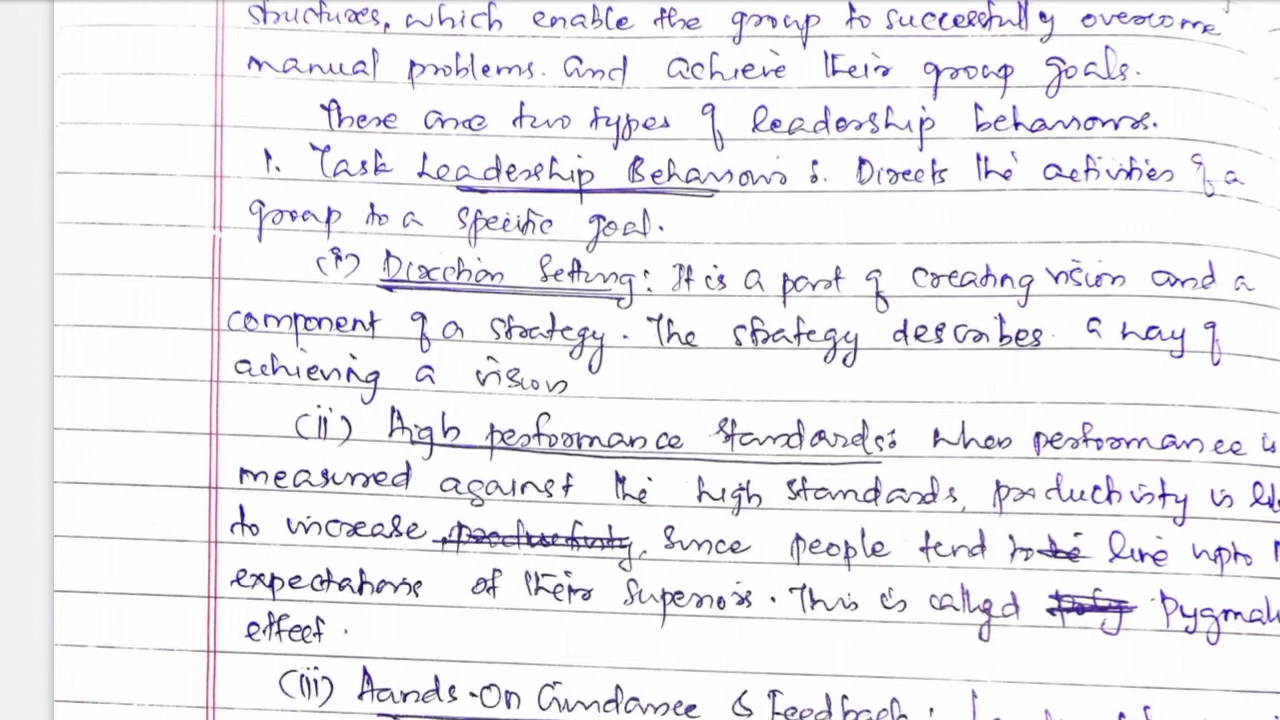 structures, which enable the group to successfully overcome
manual problems. and achieve their group goals.
There are two types of leadership behaviours.
1. Task Leadership Behaviour :. Directs the activities of a
group to a specific goal.
(i) Direction Setting : It is a part of creating vision and a
component of a strategy. The strategy describes a way of
achieving a vision
(ii) High performance standards : when performance is
measured against the high standards, productivity is
to increase productivity, since people tend to be live upto
expectations of their superiors. This is called Pygmali
effect.
(iii) Hands-On Guidance & Feedback :